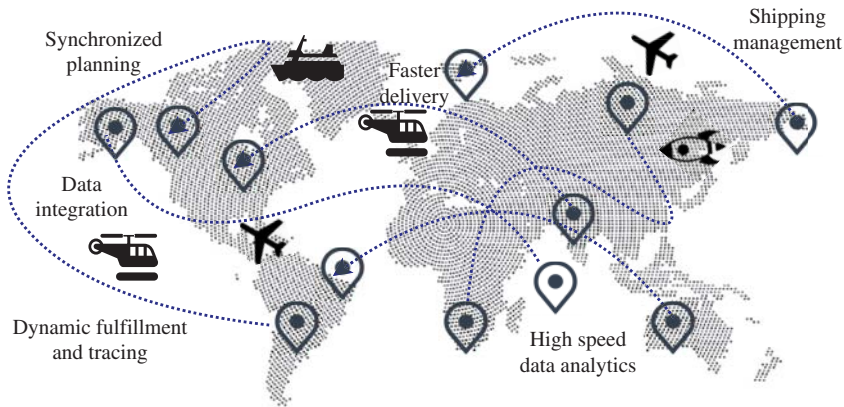 Shipping
management
Synchronized
planning
Faster
delivery
Data
integration
Dynamic fulfillment
and tracing
High speed
data analytics